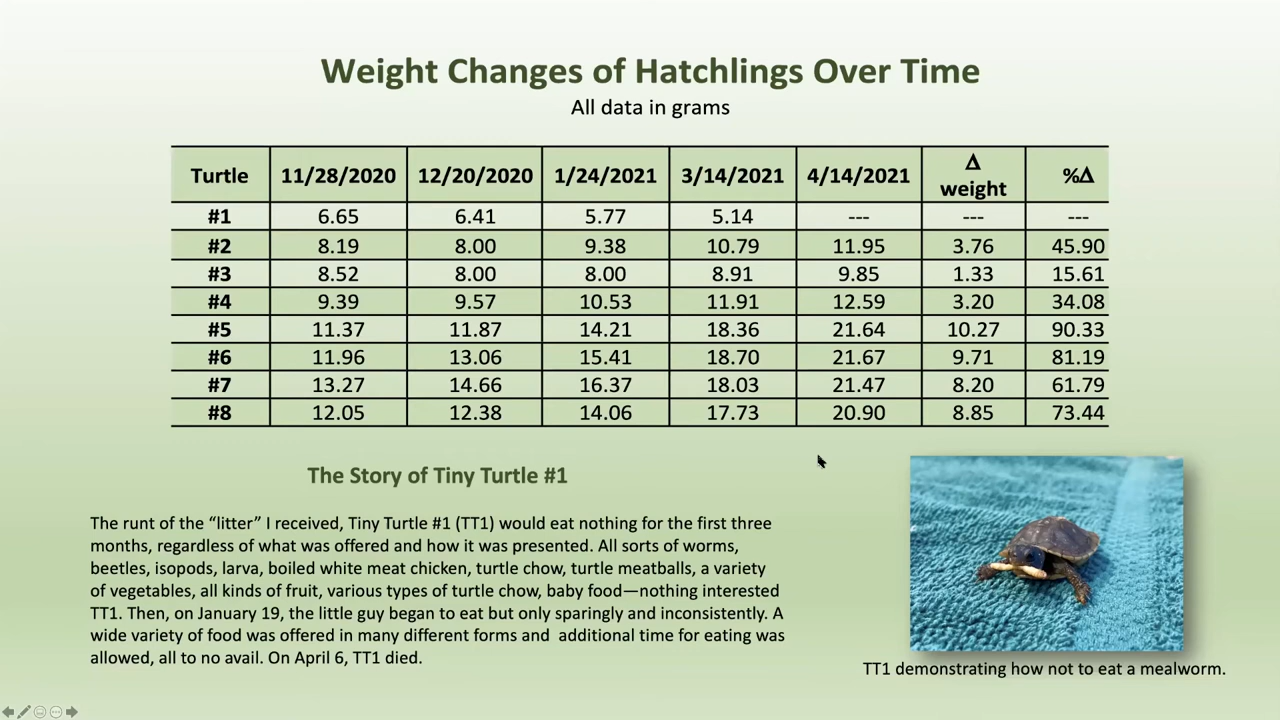 Weight Changes of Hatchlings Over Time
All data in grams
Turtle 11/28/2020 12/20/2020 1/24/2021 3/14/2021 4/14/2021 Δ weight %Δ
#1 6.65 6.41 5.77 5.14 --- --- ---
#2 8.19 8.00 9.38 10.79 11.95 3.76 45.90
#3 8.52 8.00 8.00 8.91 9.85 1.33 15.61
#4 9.39 9.57 10.53 11.91 12.59 3.20 34.08
#5 11.37 11.87 14.21 18.36 21.64 10.27 90.33
#6 11.96 13.06 15.41 18.70 21.67 9.71 81.19
#7 13.27 14.66 16.37 18.03 21.47 8.20 61.79
#8 12.05 12.38 14.06 17.73 20.90 8.85 73.44
The Story of Tiny Turtle #1
The runt of the “litter” I received, Tiny Turtle #1 (TT1) would eat nothing for the first three
months, regardless of what was offered and how it was presented. All sorts of worms,
beetles, isopods, larva, boiled white meat chicken, turtle chow, turtle meatballs, a variety
of vegetables, all kinds of fruit, various types of turtle chow, baby food—nothing interested
TT1. Then, on January 19, the little guy began to eat but only sparingly and inconsistently. A
wide variety of food was offered in many different forms and additional time for eating was
allowed, all to no avail. On April 6, TT1 died.
TT1 demonstrating how not to eat a mealworm.